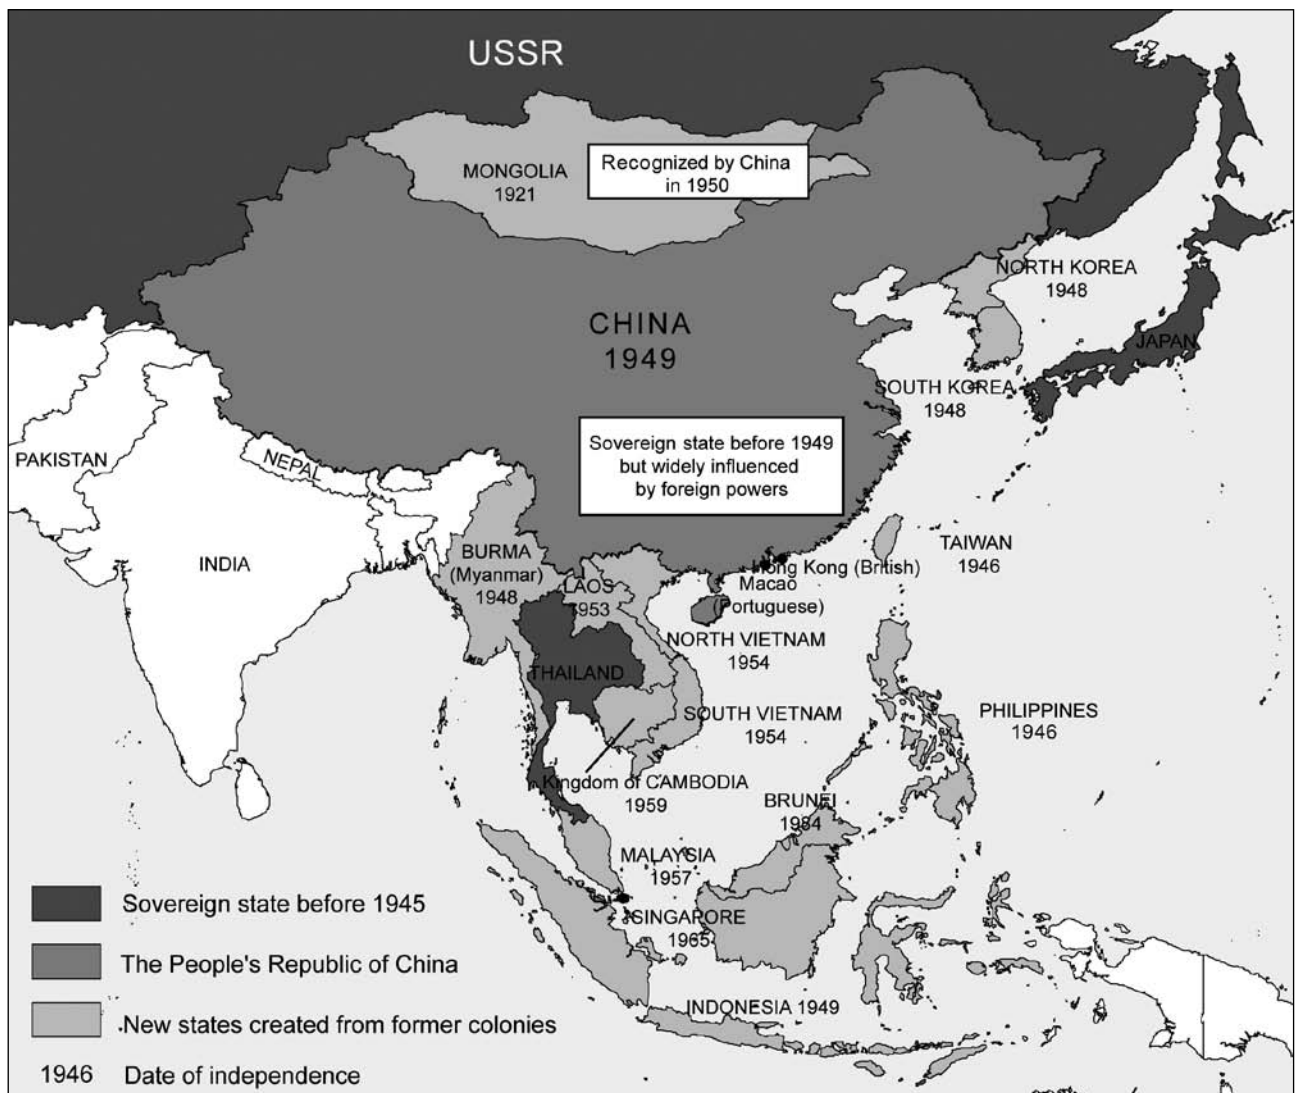 USSR
MONGOLIA
1921
Recognized by China
in 1950
NORTH KOREA
1948
CHINA
1949
JAPAN
SOUTH KOREA
1948
PAKISTAN
NEPAL
Sovereign state before 1949
but widely influenced
by foreign powers
INDIA
BURMA
(Myanmar)
1948
LAOS
1953
TAIWAN
1946
Hong Kong (British)
Macao
(Portuguese)
NORTH VIETNAM
1954
THAILAND
SOUTH VIETNAM
1954
PHILIPPINES
1946
Kingdom of CAMBODIA
1959
BRUNEI
1984
MALAYSIA
1957
SINGAPORE
1965
INDONESIA 1949
Sovereign state before 1945
The People's Republic of China
New states created from former colonies
1946 Date of independence